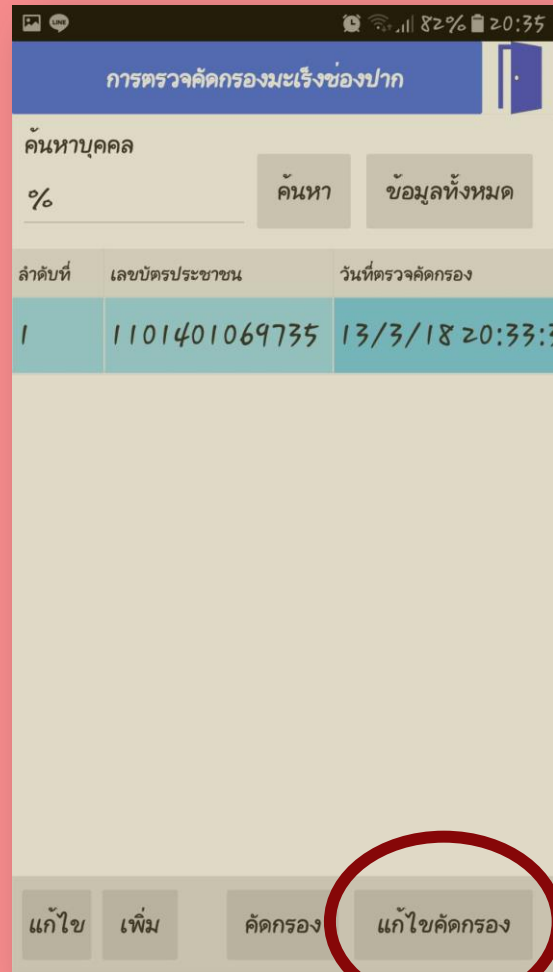 LINE 82% 20:35
การตรวจคัดกรองมะเร็งช่องปาก
ค้นหาบุคคล
% ค้นหา ข้อมูลทั้งหมด
ลำดับที่ เลขบัตรประชาชน วันที่ตรวจคัดกรอง
1 1101401069735 13/3/18 20:33:
แก้ไข เพิ่ม คัดกรอง แก้ไขคัดกรอง